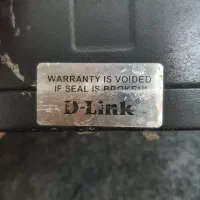 WARRANTY IS VOIDED
IF SEAL IS BROKEN!
D-Link®